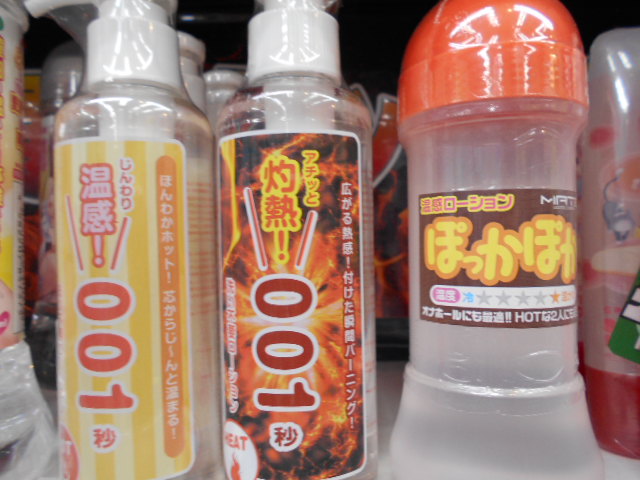 ほんわかホット！芯からじ〜んと温まる！
じんわり
温感！
001
秒
広がる熱感！付けた瞬間バーニング！
アチッと
灼熱！
001
秒
HEAT
温感ローション
ぽっかぽか
温度 冷★★★★★
オナホールにも最適!! HOTな2人に